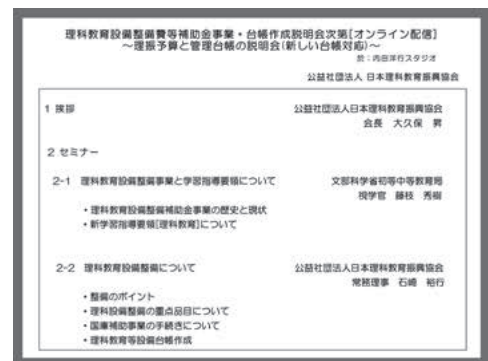 理科教育設備整備費等補助金事業・台帳作成説明会次第[オンライン配信]
～理振予算と管理台帳の説明会(新しい台帳対応)～
於：内田洋行スタジオ
公益社団法人 日本理科教育振興協会
1 挨拶 公益社団法人日本理科教育振興協会
会長 大久保 昇
2 セミナー
2-1 理科教育設備整備事業と学習指導要領について 文部科学省初等中等教育局
視学官 藤枝 秀樹
・理科教育設備整備補助金事業の歴史と現状
・新学習指導要領[理科教育]について
2-2 理科教育設備整備について 公益社団法人日本理科教育振興協会
常務理事 石崎 裕行
・整備のポイント
・理科設備整備の重点品目について
・国庫補助事業の手続きについて
・理科教育等設備台帳作成